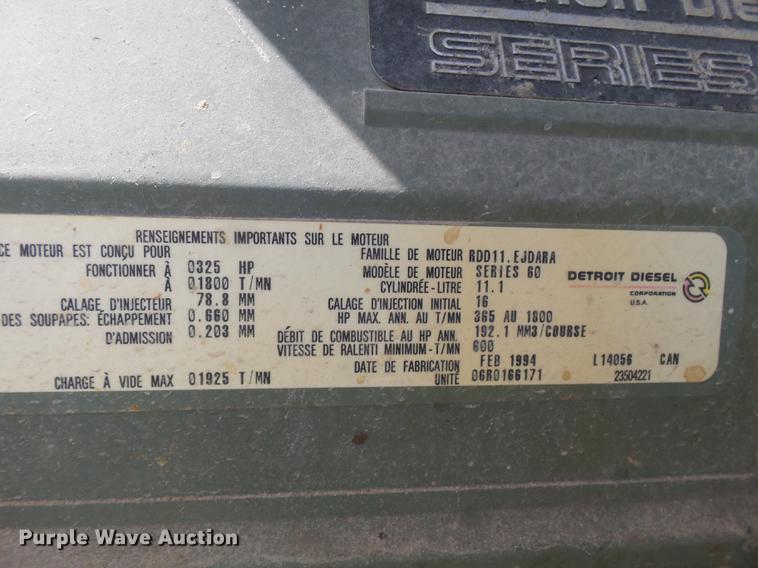 SERIES
RENSEIGNEMENTS IMPORTANTS SUR LE MOTEUR
CE MOTEUR EST CONÇU POUR
FONCTIONNER À 0325 HP
À 01800 T/MN
CALAGE D'INJECTEUR 78.8 MM
DES SOUPAPES: ÉCHAPPEMENT 0.660 MM
D'ADMISSION 0.203 MM
CHARGE À VIDE MAX 01925 T/MN
FAMILLE DE MOTEUR RDD11.EJDARA
MODÈLE DE MOTEUR SERIES 60
CYLINDRÉE-LITRE 11.1
CALAGE D'INJECTION INITIAL 16
HP MAX. ANN. AU T/MN 365 AU 1800
DÉBIT DE COMBUSTIBLE AU HP ANN. 192.1 MM3/COURSE
VITESSE DE RALENTI MINIMUM-T/MN 600
DATE DE FABRICATION FEB 1994 L14056 CAN
UNITÉ 06R0166171 23504221
DETROIT DIESEL
CORPORATION
U.S.A.
Purple Wave Auction